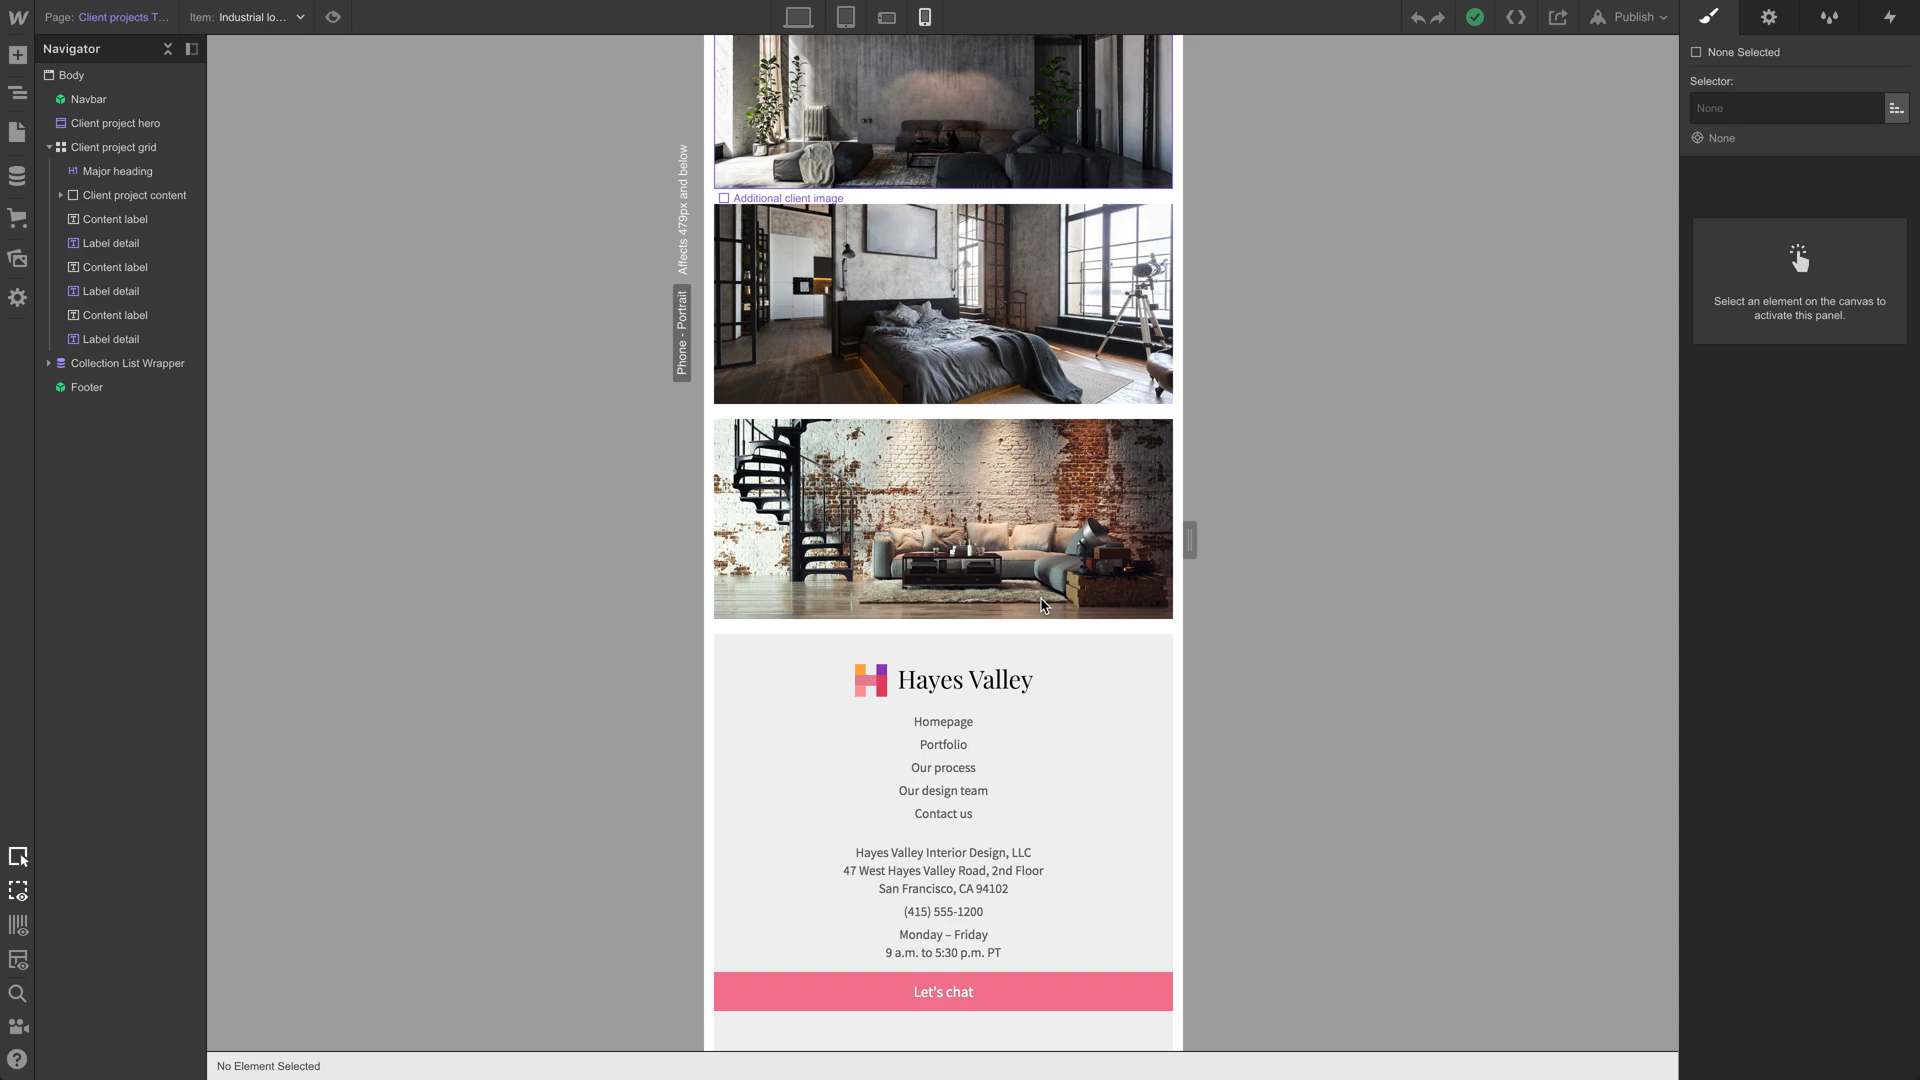 Page: Client projects T...
Item: Industrial lo...
Publish
Navigator
Body
Navbar
Client project hero
Client project grid
H1 Major heading
Client project content
Content label
Label detail
Content label
Label detail
Content label
Label detail
Collection List Wrapper
Footer
Affects 479px and below
Phone - Portrait
Additional client image
Hayes Valley
Homepage
Portfolio
Our process
Our design team
Contact us
Hayes Valley Interior Design, LLC
47 West Hayes Valley Road, 2nd Floor
San Francisco, CA 94102
(415) 555-1200
Monday – Friday
9 a.m. to 5:30 p.m. PT
Let's chat
None Selected
Selector:
None
None
Select an element on the canvas to
activate this panel.
No Element Selected